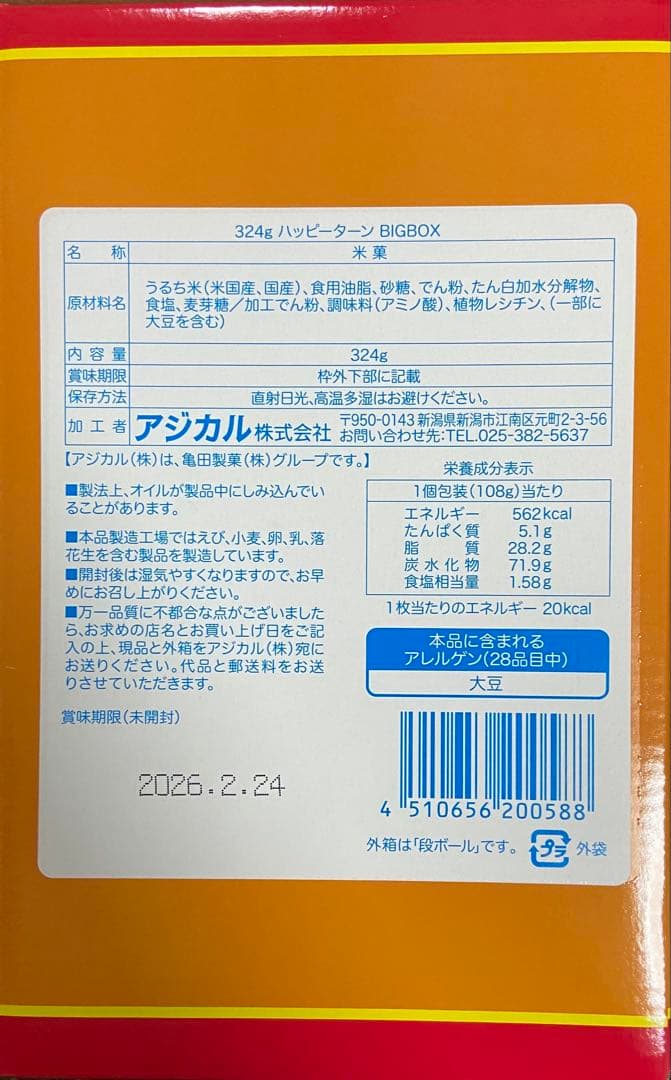 324g ハッピーターン BIGBOX
名 称 米菓
原材料名 うるち米(米国産、国産)、食用油脂、砂糖、でん粉、たん白加水分解物、
食塩、麦芽糖/加工でん粉、調味料(アミノ酸)、植物レシチン、(一部に
大豆を含む)
内容量 324g
賞味期限 枠外下部に記載
保存方法 直射日光、高温多湿はお避けください。
加工者 アジカル株式会社 〒950-0143 新潟県新潟市江南区元町2-3-56
お問い合わせ先:TEL.025-382-5637
【アジカル(株)は、亀田製菓(株)グループです。】
■製法上、オイルが製品中にしみ込んでい
ることがあります。
■本品製造工場ではえび、小麦、卵、乳、落
花生を含む製品を製造しています。
■開封後は湿気やすくなりますので、お早
めにお召し上がりください。
■万一品質に不都合な点がございました
ら、お求めの店名とお買い上げ日をご記
入の上、現品と外箱をアジカル(株)宛に
お送りください。代品と郵送料をお送
りさせていただきます。
賞味期限(未開封)
2026.2.24
栄養成分表示
1個包装(108g)当たり
エネルギー 562kcal
たんぱく質 5.1g
脂質 28.2g
炭水化物 71.9g
食塩相当量 1.58g
1枚当たりのエネルギー 20kcal
本品に含まれる
アレルゲン(28品目中)
大豆
4 510656 200588
外箱は「段ボール」です。 プラ 外袋